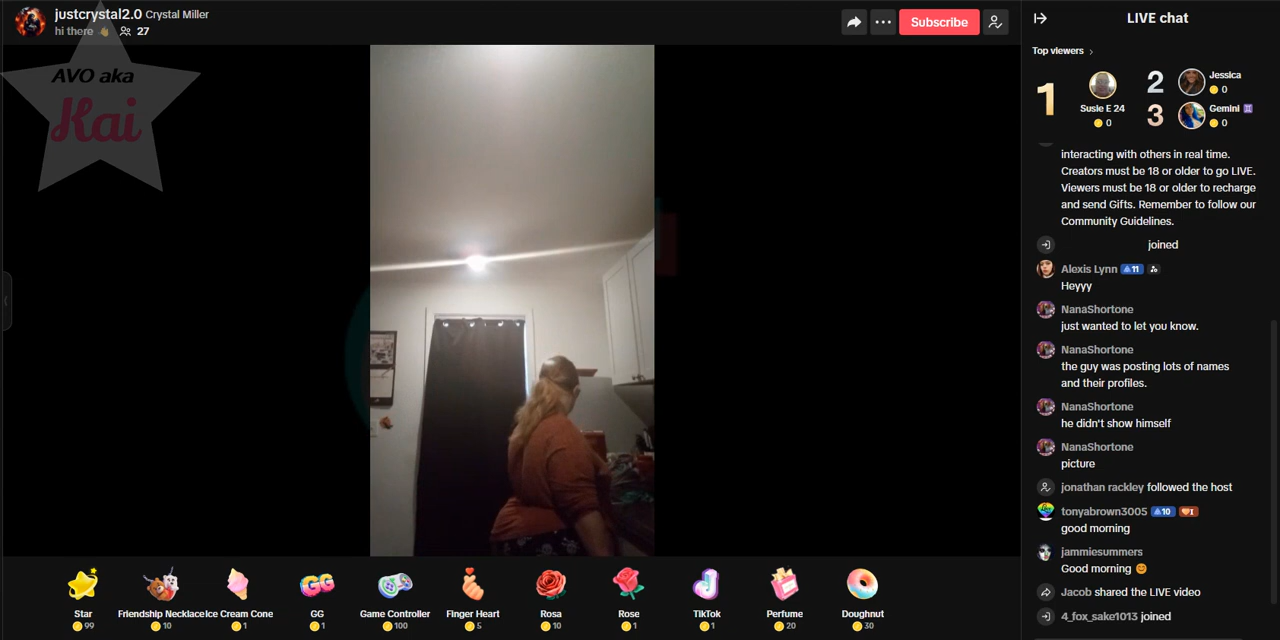 justcrystal2.0 Crystal Miller
hi there 👋 27
Subscribe
LIVE chat
AVO aka
Kai
Top viewers
1
Susie E 24
0
2
Jessica
0
3
Gemini ♊
0
interacting with others in real time.
Creators must be 18 or older to go LIVE.
Viewers must be 18 or older to recharge
and send Gifts. Remember to follow our
Community Guidelines.
joined
Alexis Lynn 11
Heyyy
NanaShortone
just wanted to let you know.
NanaShortone
the guy was posting lots of names
and their profiles.
NanaShortone
he didn't show himself
NanaShortone
picture
jonathan rackley followed the host
tonyabrown3005 10 I
good morning
jammiesummers
Good morning 😊
Jacob shared the LIVE video
4_fox_sake1013 joined
GG
Star
Friendship Necklace
Ice Cream Cone
GG
Game Controller
Finger Heart
Rosa
Rose
TikTok
Perfume
Doughnut
99
10
1
1
100
5
10
1
1
20
30